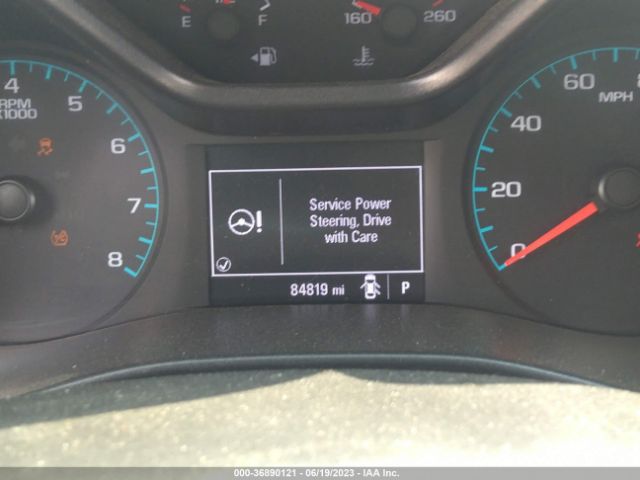 E F
160 260
4
5
6
7
8
RPM
X1000
60
40
20
0
MPH
Service Power
Steering, Drive
with Care
84819 mi P
000-36890121 - 06/19/2023 - IAA Inc.